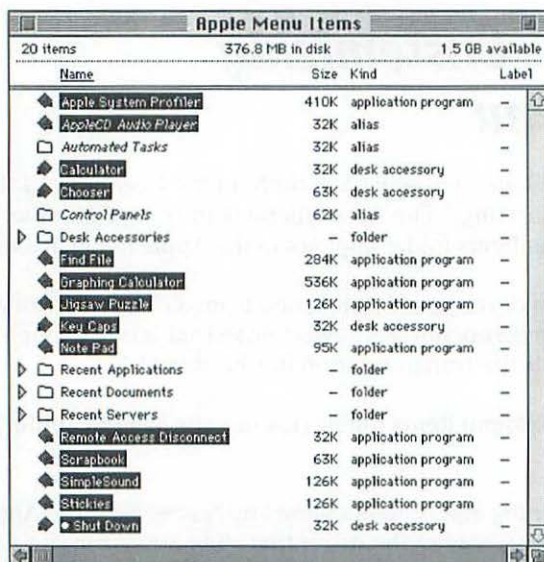 Apple Menu Items
20 items 376.8 MB in disk 1.5 GB available
Name Size Kind Label
Apple System Profiler 410K application program –
AppleCD Audio Player 32K alias –
Automated Tasks 32K alias –
Calculator 32K desk accessory –
Chooser 63K desk accessory –
Control Panels 62K alias –
Desk Accessories – folder –
Find File 284K application program –
Graphing Calculator 536K application program –
Jigsaw Puzzle 126K application program –
Key Caps 32K desk accessory –
Note Pad 95K application program –
Recent Applications – folder –
Recent Documents – folder –
Recent Servers – folder –
Remote Access Disconnect 32K application program –
Scrapbook 63K application program –
SimpleSound 126K application program –
Stickies 126K application program –
• Shut Down 32K desk accessory –